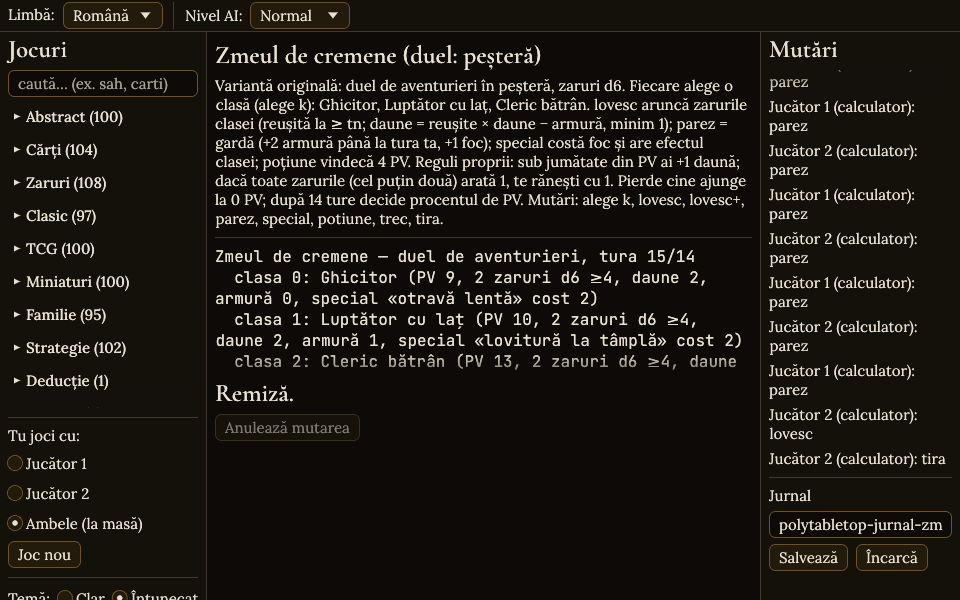 Limbă:
Română
Nivel AI:
Normal
Jocuri
caută... (ex. sah, carti)
Abstract (100)
Cărți (104)
Zaruri (108)
Clasic (97)
TCG (100)
Miniaturi (100)
Familie (95)
Strategie (102)
Deducție (1)
Tu joci cu:
Jucător 1
Jucător 2
Ambele (la masă)
Joc nou
Temă: Clar Întunecat
Zmeul de cremene (duel: peșteră)
Variantă originală: duel de aventurieri în peșteră, zaruri d6. Fiecare alege o
clasă (alege k): Ghicitor, Luptător cu laț, Cleric bătrân. lovesc aruncă zarurile
clasei (reușită la ≥ tn; daune = reușite × daune − armură, minim 1); parez =
gardă (+2 armură până la tura ta, +1 foc); special costă foc și are efectul
clasei; poțiune vindecă 4 PV. Reguli proprii: sub jumătate din PV ai +1 daună;
dacă toate zarurile (cel puțin două) arată 1, te rănești cu 1. Pierde cine ajunge
la 0 PV; după 14 ture decide procentul de PV. Mutări: alege k, lovesc, lovesc+,
parez, special, potiune, trec, tira.
Zmeul de cremene — duel de aventurieri, tura 15/14
clasa 0: Ghicitor (PV 9, 2 zaruri d6 ≥4, daune 2,
armură 0, special «otravă lentă» cost 2)
clasa 1: Luptător cu laț (PV 10, 2 zaruri d6 ≥4,
daune 2, armură 1, special «lovitură la tâmplă» cost 2)
clasa 2: Cleric bătrân (PV 13, 2 zaruri d6 ≥4, daune
Remiză.
Anulează mutarea
Mutări
parez
Jucător 1 (calculator):
parez
Jucător 2 (calculator):
parez
Jucător 1 (calculator):
parez
Jucător 2 (calculator):
parez
Jucător 1 (calculator):
parez
Jucător 2 (calculator):
parez
Jucător 1 (calculator):
parez
Jucător 2 (calculator):
lovesc
Jucător 2 (calculator): tira
Jurnal
polytabletop-jurnal-zm
Salvează
Încarcă